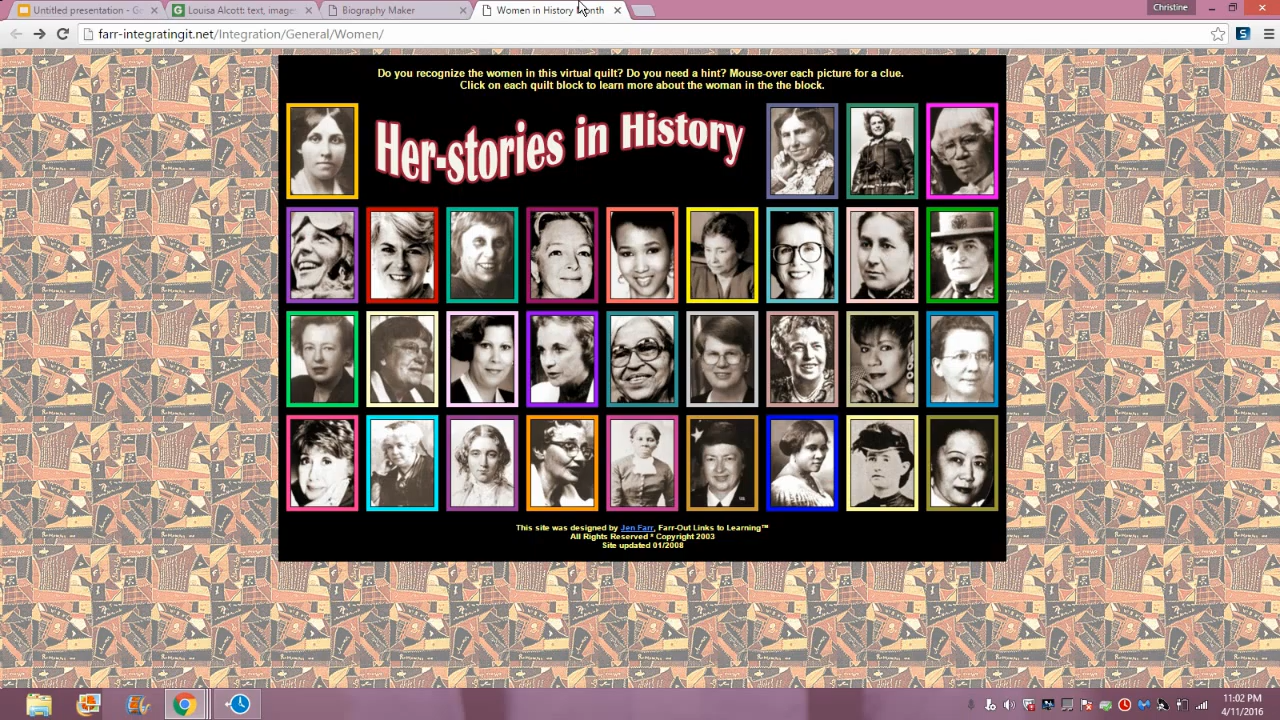 Untitled presentation - G
Louisa Alcott: text, image
Biography Maker
Women in History Month
Christine
farr-integratingit.net/Integration/General/Women/
Do you recognize the women in this virtual quilt? Do you need a hint? Mouse-over each picture for a clue.
Click on each quilt block to learn more about the woman in the the block.
Her-stories in History
This site was designed by Jen Farr, Farr-Out Links to Learning™
All Rights Reserved * Copyright 2003
Site updated 01/2008
11:02 PM
4/11/2016